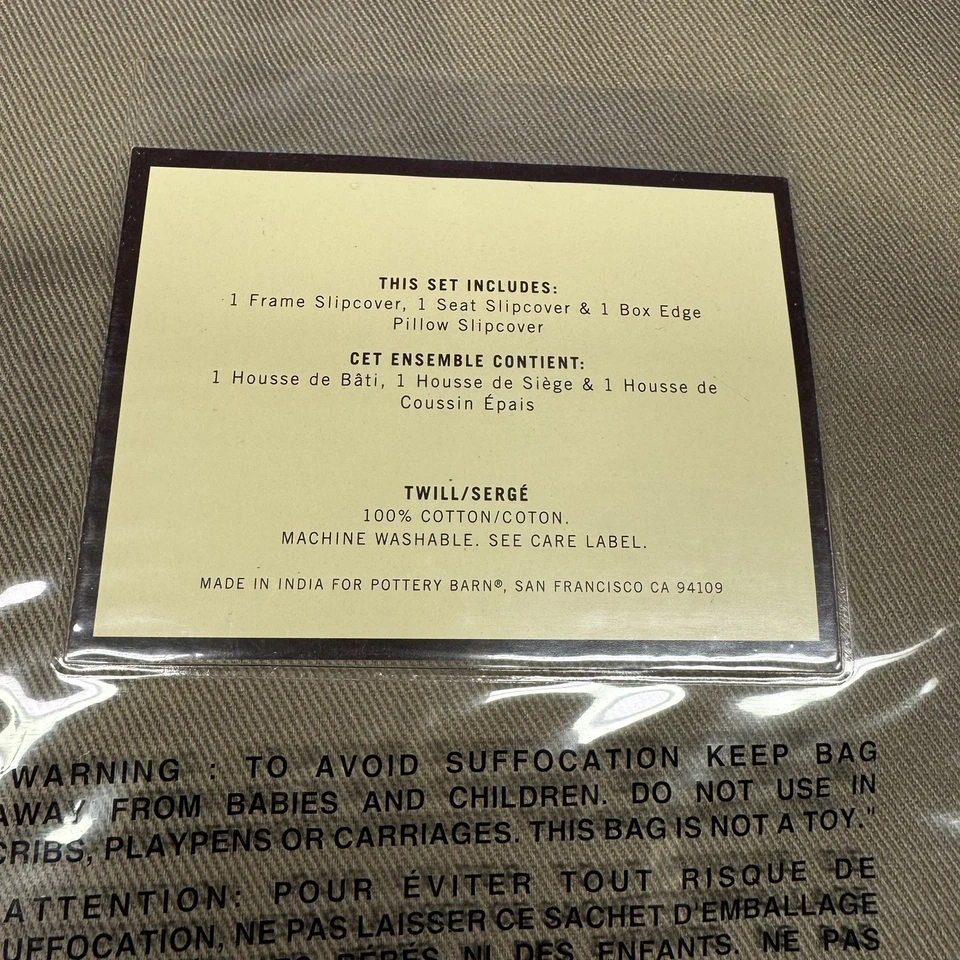 THIS SET INCLUDES:
1 Frame Slipcover, 1 Seat Slipcover & 1 Box Edge
Pillow Slipcover
CET ENSEMBLE CONTIENT:
1 Housse de Bâti, 1 Housse de Siège & 1 Housse de
Coussin Épais
TWILL/SERGÉ
100% COTTON/COTON.
MACHINE WASHABLE. SEE CARE LABEL.
MADE IN INDIA FOR POTTERY BARN®, SAN FRANCISCO CA 94109
WARNING : TO AVOID SUFFOCATION KEEP BAG
AWAY FROM BABIES AND CHILDREN. DO NOT USE IN
CRIBS, PLAYPENS OR CARRIAGES. THIS BAG IS NOT A TOY."
ATTENTION: POUR ÉVITER TOUT RISQUE DE
UFFOCATION, NE PAS LAISSER CE SACHET D'EMBALLAGE
BÉBÉS NI DES ENFANTS. NE PAS